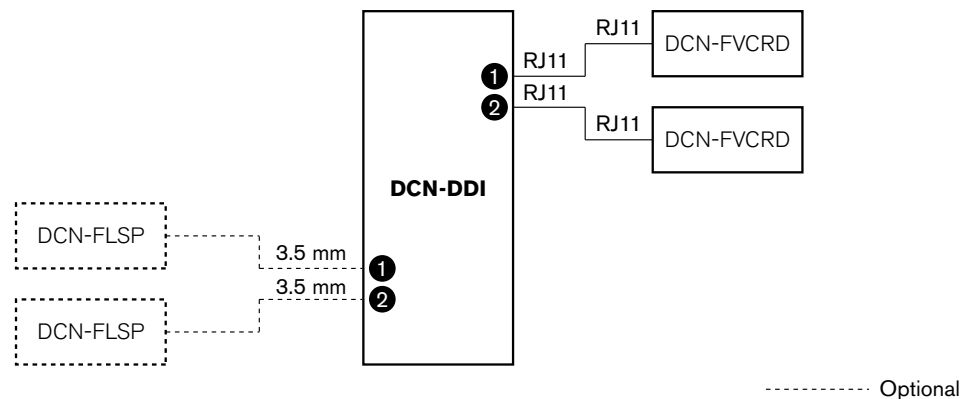 RJ11
DCN-FVCRD
RJ11
1
RJ11
2
RJ11
DCN-FVCRD
DCN-DDI
DCN-FLSP
3.5 mm
1
3.5 mm
2
DCN-FLSP
Optional